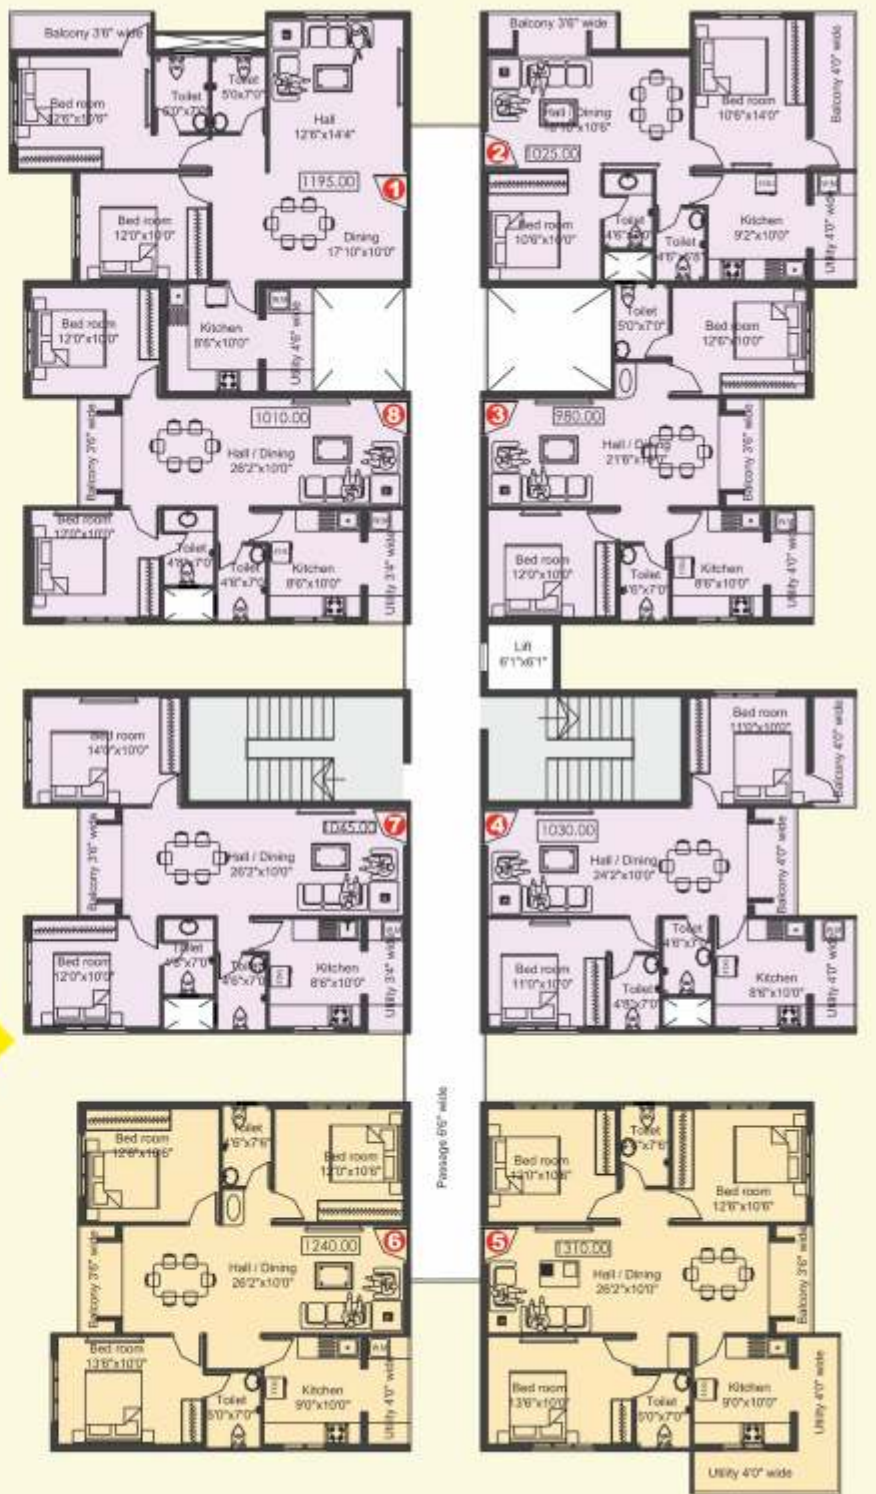 Balcony 3'6" wide
Bed room
12'6"x10'6"
Toilet
Toilet
5'0x7'0"
Hall
12'6"x14'4"
1195.00
1
Bed room
12'0"x10'0"
Dining
17'10"x10'0"
Kitchen
8'6"x10'0"
W.M
Utility 4'6" wide
Balcony 3'6" wide
Hall / Dining
1025.00
2
Bed room
10'6"x14'0"
Balcony 4'0" wide
Bed room
10'6"x10'0"
Toilet
Toilet
4'6"x6'8"
Kitchen
9'2"x10'0"
W.M
Utility 4'0" wide
Bed room
12'0"x10'0"
1010.00
8
Balcony 3'6" wide
Hall / Dining
26'2"x10'0"
Bed room
12'0"x10'0"
Toilet
4'8"x7'0"
Toilet
4'6"x7'0"
Kitchen
8'6"x10'0"
W.M
Utility 3'4" wide
Toilet
5'0"x7'0"
Bed room
12'6"x10'0"
3
980.00
Hall / Dining
Balcony 3'6" wide
Bed room
12'0"x10'0"
Toilet
4'6"x7'0"
Kitchen
8'6"x10'0"
W.M
Utility 4'0" wide
Lift
6'1"x6'1"
Bed room
14'0"x10'0"
1045.00
7
Balcony 3'6" wide
Hall / Dining
26'2"x10'0"
Bed room
12'0"x10'0"
Toilet
4'8"x7'0"
Toilet
4'6"x7'0"
Kitchen
8'6"x10'0"
W.M
Utility 3'4" wide
Bed room
11'0"x10'0"
Balcony 4'0" wide
4
1030.00
Hall / Dining
24'2"x10'0"
Balcony 4'0" wide
Bed room
11'0"x10'0"
Toilet
4'8"x7'0"
Toilet
Kitchen
8'6"x10'0"
W.M
Utility 4'0" wide
Passage 6'6" wide
Bed room
12'6"x10'6"
Toilet
4'6"x7'6"
Bed room
12'0"x10'6"
1240.00
6
Balcony 3'6" wide
Hall / Dining
26'2"x10'0"
Bed room
13'6"x10'0"
Toilet
5'0"x7'0"
Kitchen
9'0"x10'0"
W.M
Utility 4'0" wide
Bed room
12'0"x10'6"
Toilet
Bed room
12'6"x10'6"
5
1310.00
Hall / Dining
26'2"x10'0"
Balcony 3'6" wide
Bed room
13'6"x10'0"
Toilet
5'0"x7'0"
Kitchen
9'0"x10'0"
Utility 4'0" wide
Utility 4'0" wide